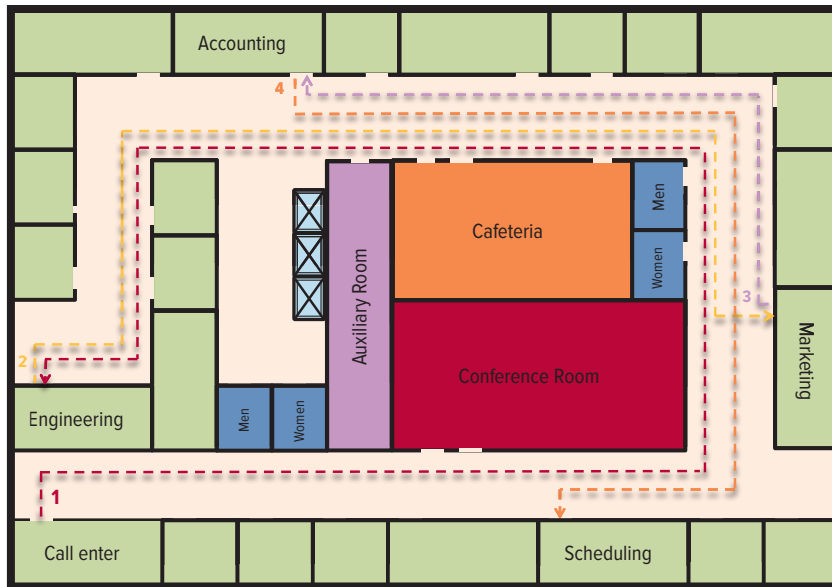 Accounting
4
Men
Cafeteria
Women
Auxiliary Room
3
2
Marketing
Conference Room
Engineering
Men
Women
1
Call enter
Scheduling